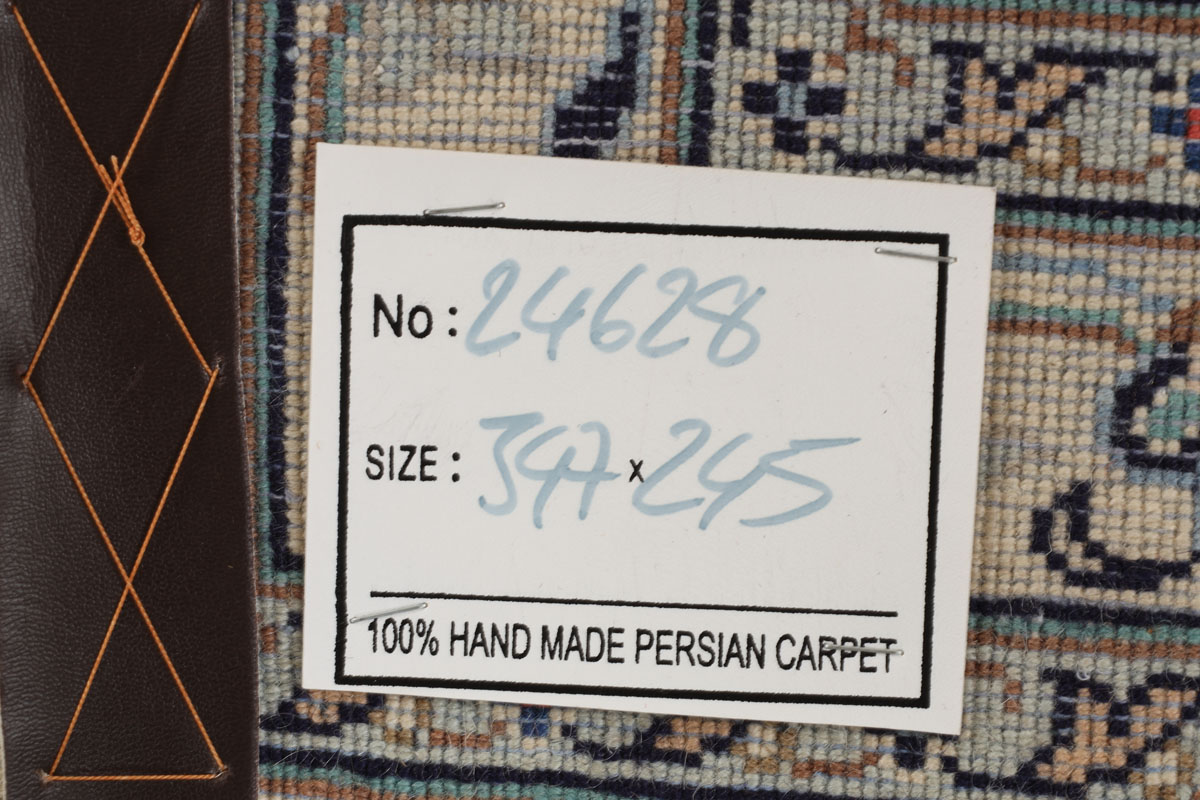 No: 24628
SIZE: 347 x 245
100% HAND MADE PERSIAN CARPET